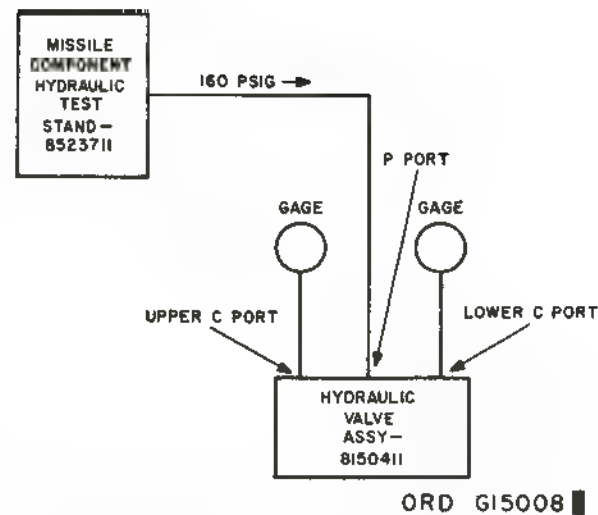 MISSILE
COMPONENT
HYDRAULIC
TEST
STAND—
8523711
160 PSIG
P PORT
GAGE
GAGE
UPPER C PORT
LOWER C PORT
HYDRAULIC
VALVE
ASSY—
8150411
ORD G15008